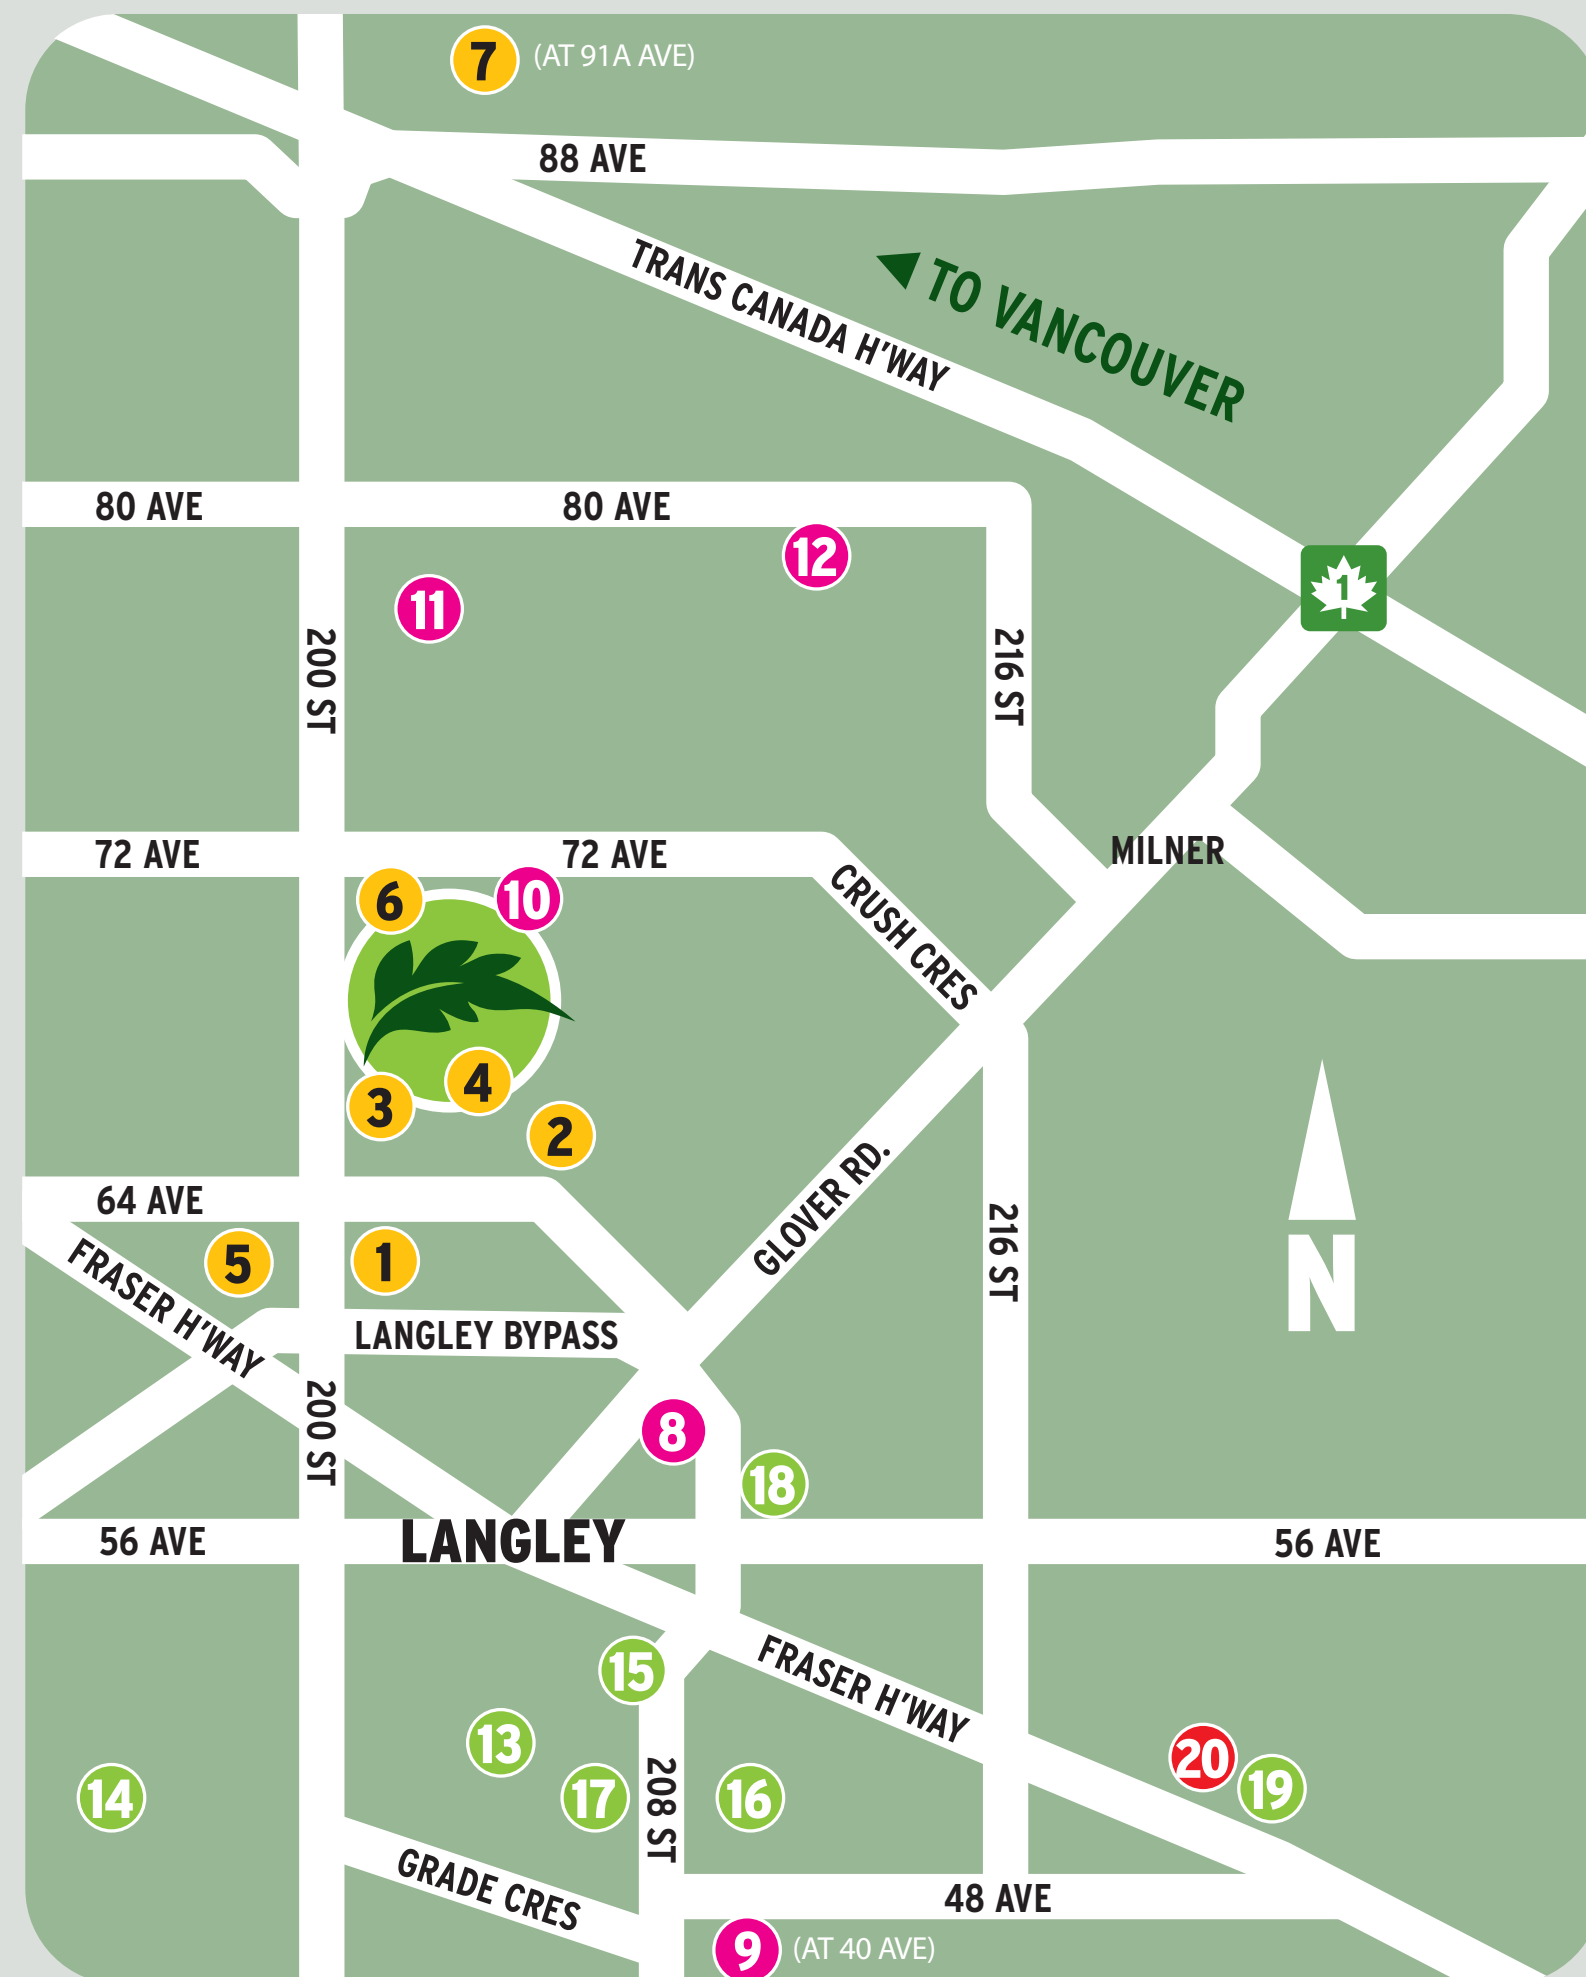 7 (AT 91A AVE)
88 AVE
TRANS CANADA H'WAY
TO VANCOUVER
80 AVE
80 AVE
12
11
1
200 ST
216 ST
72 AVE
72 AVE
MILNER
CRUSH CRES
6
10
4
3
2
GLOVER RD.
64 AVE
216 ST
5
1
FRASER H'WAY
N
LANGLEY BYPASS
200 ST
8
18
56 AVE
LANGLEY
56 AVE
15
FRASER H'WAY
13
20
19
14
17
208 ST
16
GRADE CRES
48 AVE
9 (AT 40 AVE)